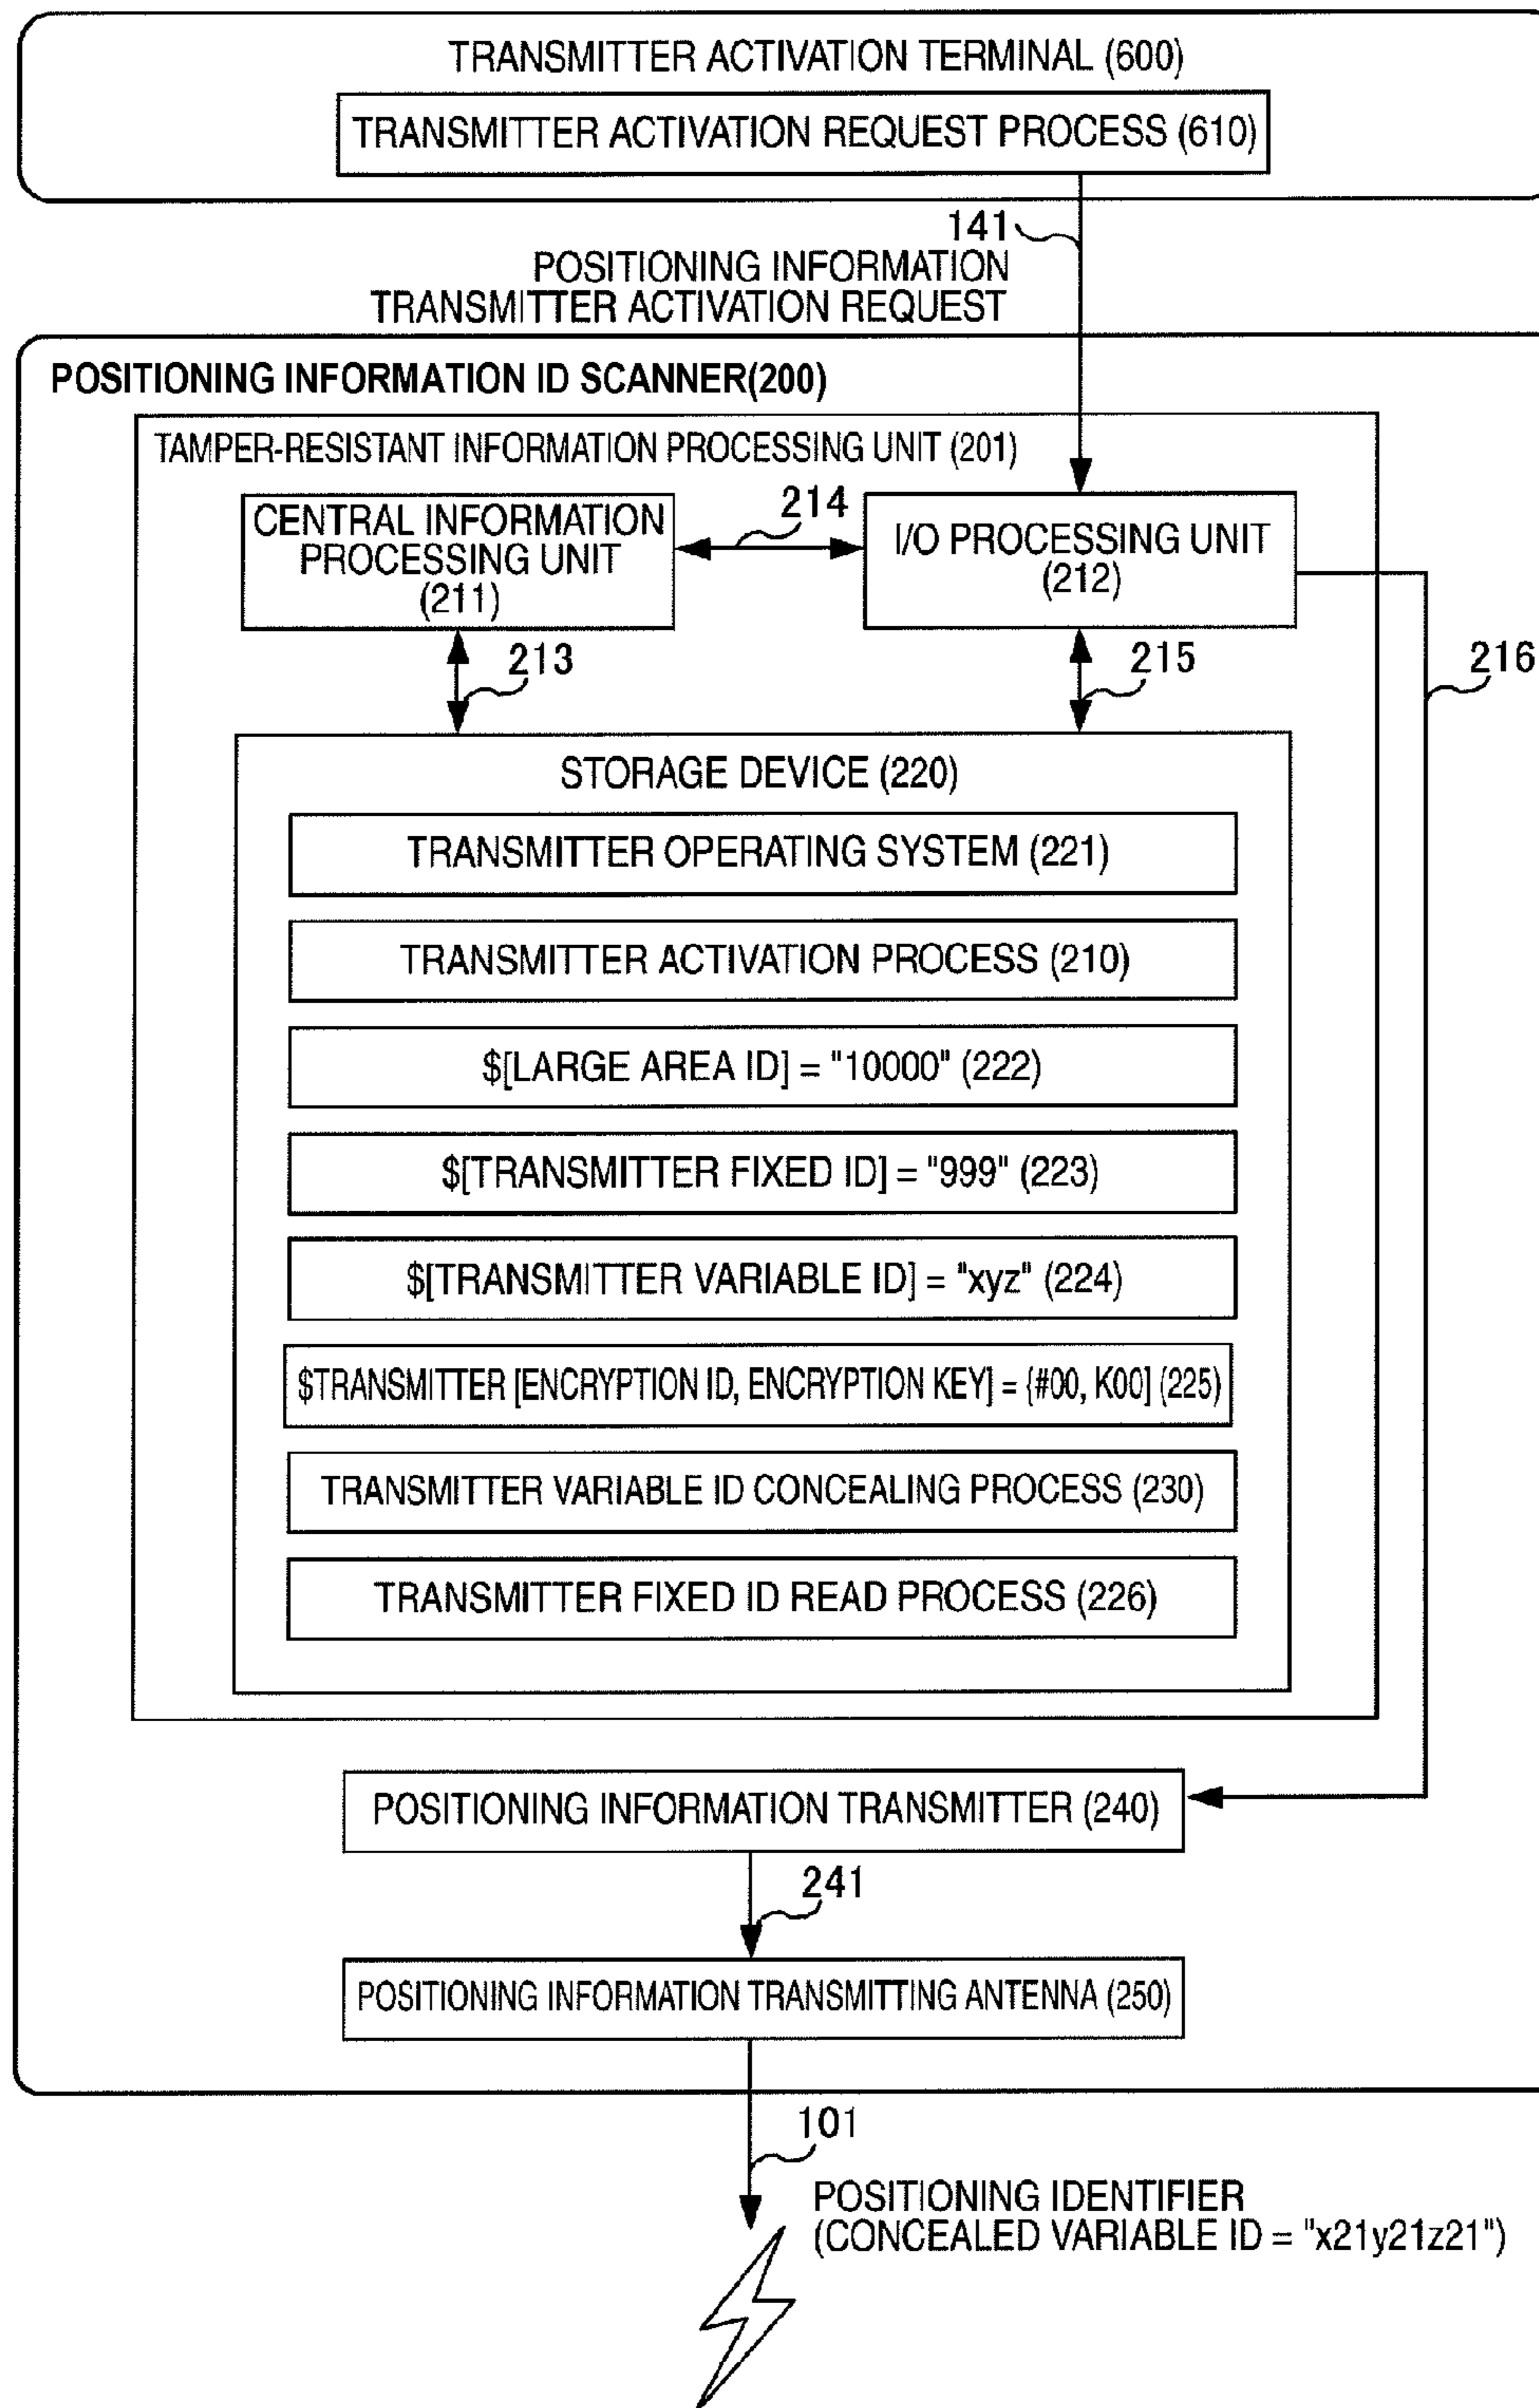 TRANSMITTER ACTIVATION TERMINAL (600)
TRANSMITTER ACTIVATION REQUEST PROCESS (610)
141
POSITIONING INFORMATION
TRANSMITTER ACTIVATION REQUEST
POSITIONING INFORMATION ID SCANNER(200)
TAMPER-RESISTANT INFORMATION PROCESSING UNIT (201)
CENTRAL INFORMATION
PROCESSING UNIT
(211)
214
I/O PROCESSING UNIT
(212)
213
215
216
STORAGE DEVICE (220)
TRANSMITTER OPERATING SYSTEM (221)
TRANSMITTER ACTIVATION PROCESS (210)
$[LARGE AREA ID] = "10000" (222)
$[TRANSMITTER FIXED ID] = "999" (223)
$[TRANSMITTER VARIABLE ID] = "xyz" (224)
$TRANSMITTER [ENCRYPTION ID, ENCRYPTION KEY] = {#00, K00] (225)
TRANSMITTER VARIABLE ID CONCEALING PROCESS (230)
TRANSMITTER FIXED ID READ PROCESS (226)
POSITIONING INFORMATION TRANSMITTER (240)
241
POSITIONING INFORMATION TRANSMITTING ANTENNA (250)
101
POSITIONING IDENTIFIER
(CONCEALED VARIABLE ID = "x21y21z21")